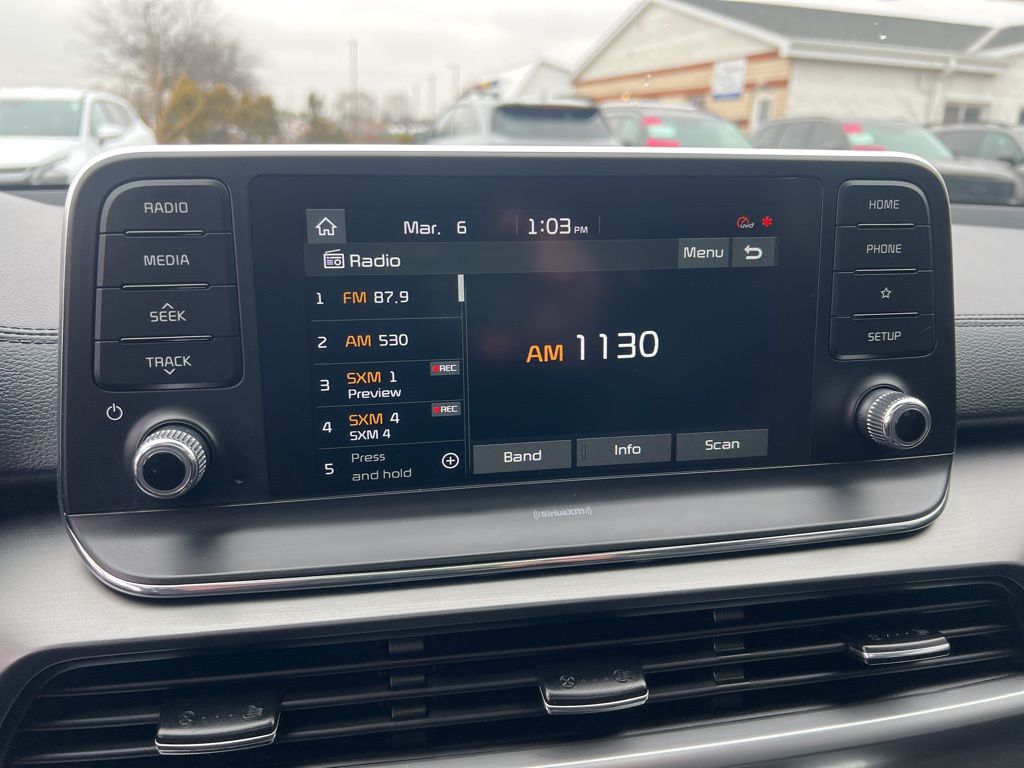 RADIO
MEDIA
SEEK
TRACK
Mar. 6 1:03 PM
UVO
Radio Menu
1 FM 87.9
2 AM 530
3 SXM 1 REC
Preview
4 SXM 4 REC
SXM 4
5 Press
and hold
AM 1130
Band Info Scan
HOME
PHONE
SETUP
((SiriusXM))